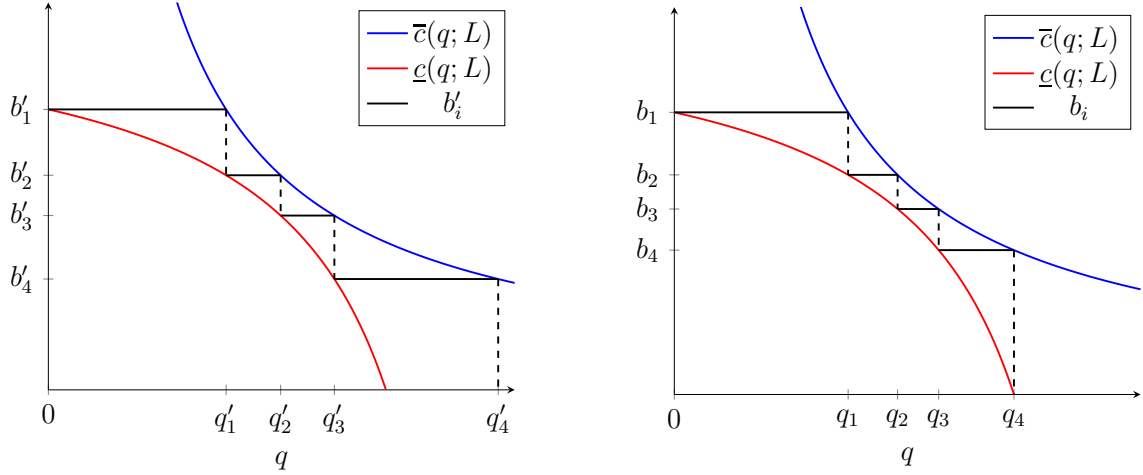 c̅(q; L)
c̲(q; L)
b′ᵢ
b′₁
b′₂
b′₃
b′₄
0 q′₁ q′₂ q′₃ q′₄
q
c̅(q; L)
c̲(q; L)
bᵢ
b₁
b₂
b₃
b₄
0 q₁ q₂ q₃ q₄
q